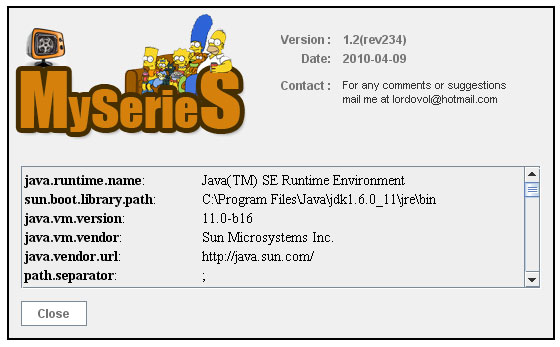 MySerieS
Version : 1.2(rev234)
Date: 2010-04-09
Contact : For any comments or suggestions
mail me at lordovol@hotmail.com
java.runtime.name: Java(TM) SE Runtime Environment
sun.boot.library.path: C:\Program Files\Java\jdk1.6.0_11\jre\bin
java.vm.version: 11.0-b16
java.vm.vendor: Sun Microsystems Inc.
java.vendor.url: http://java.sun.com/
path.separator: ;
Close